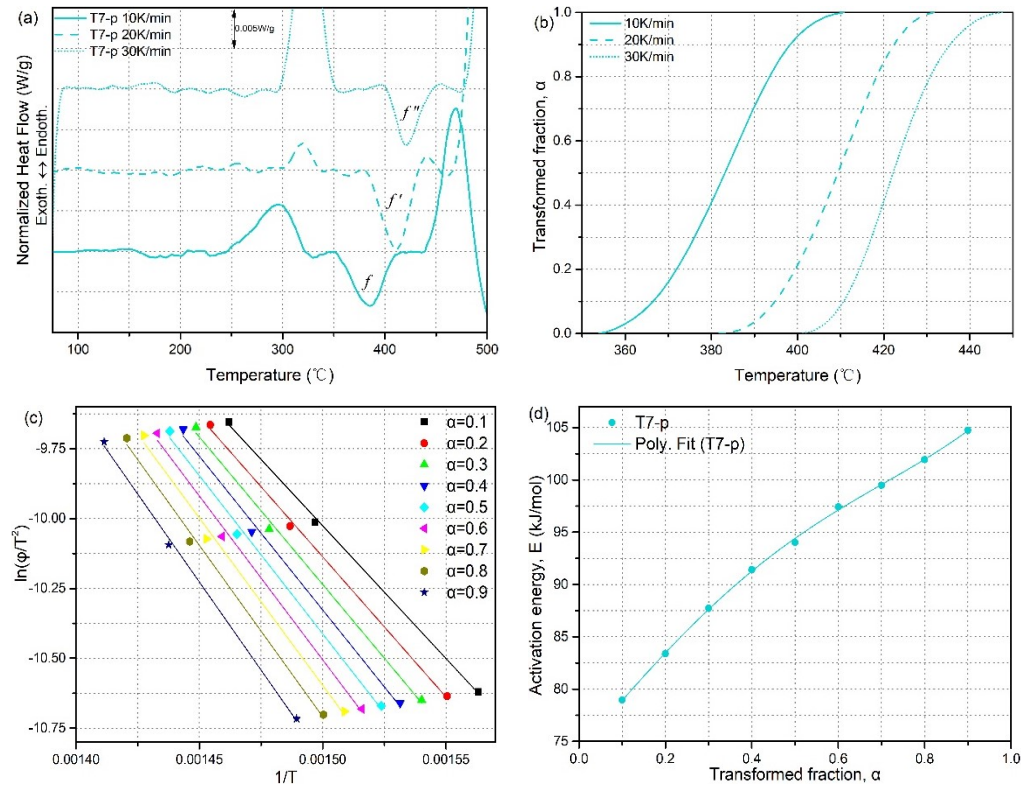 (a)
T7-p 10K/min
T7-p 20K/min
T7-p 30K/min
0.005W/g
f "
f '
f
Normalized Heat Flow (W/g)
Exoth. ↔ Endoth.
100
150
200
250
300
350
400
450
500
Temperature (℃)
(b)
10K/min
20K/min
30K/min
Transformed fraction, α
1.0
0.8
0.6
0.4
0.2
0.0
360
380
400
420
440
Temperature (℃)
(c)
α=0.1
α=0.2
α=0.3
α=0.4
α=0.5
α=0.6
α=0.7
α=0.8
α=0.9
ln(φ/T²)
-9.75
-10.00
-10.25
-10.50
-10.75
0.00140
0.00145
0.00150
0.00155
1/T
(d)
T7-p
Poly. Fit (T7-p)
Activation energy, E (kJ/mol)
105
100
95
90
85
80
75
0.0
0.2
0.4
0.6
0.8
1.0
Transformed fraction, α